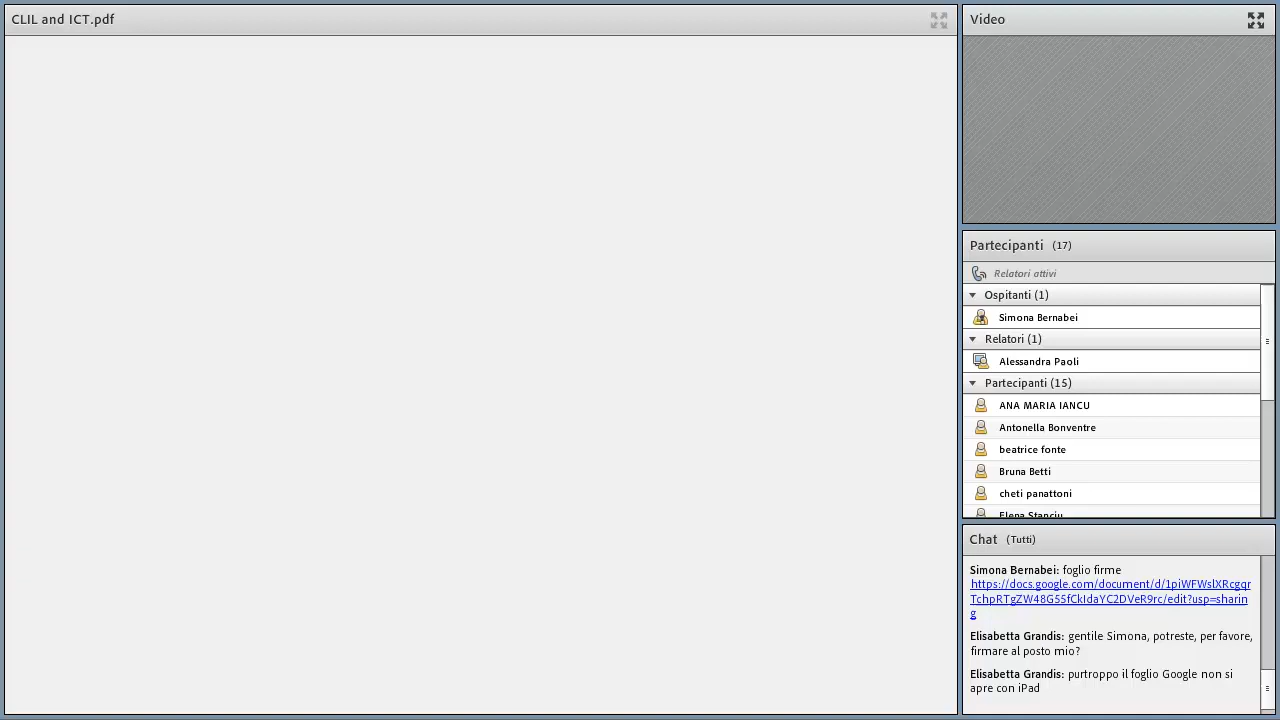 CLIL and ICT.pdf
Video
Partecipanti (17)
Relatori attivi
Ospitanti (1)
Simona Bernabei
Relatori (1)
Alessandra Paoli
Partecipanti (15)
ANA MARIA IANCU
Antonella Bonventre
beatrice fonte
Bruna Betti
cheti panattoni
Elena Stanciu
Chat (Tutti)
Simona Bernabei: foglio firme
https://docs.google.com/document/d/1piWFWslXRcgqr
TchpRTgZW48G55fCkIdaYC2DVeR9rc/edit?usp=sharin
g
Elisabetta Grandis: gentile Simona, potreste, per favore,
firmare al posto mio?
Elisabetta Grandis: purtroppo il foglio Google non si
apre con iPad